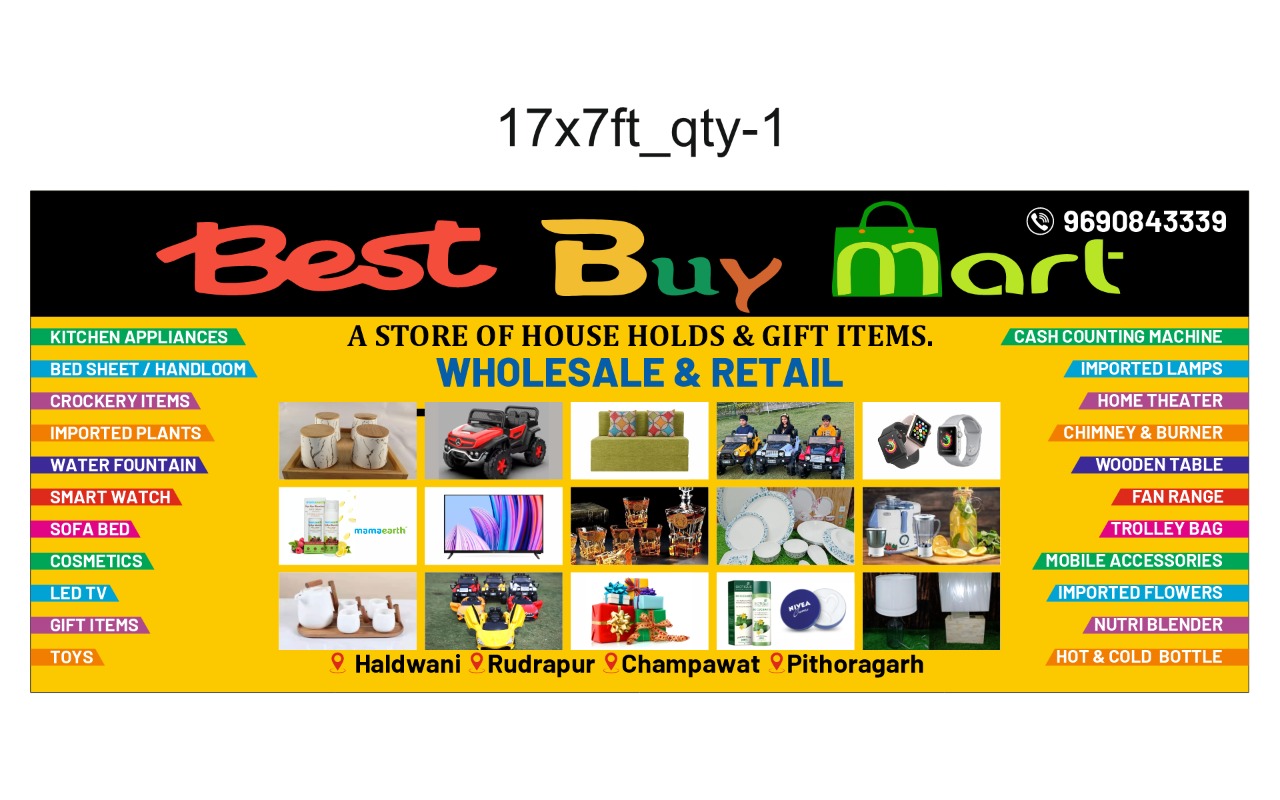 17x7ft_qty-1
Best Buy Mart
9690843339
A STORE OF HOUSE HOLDS & GIFT ITEMS.
WHOLESALE & RETAIL
KITCHEN APPLIANCES
BED SHEET / HANDLOOM
CROCKERY ITEMS
IMPORTED PLANTS
WATER FOUNTAIN
SMART WATCH
SOFA BED
COSMETICS
LED TV
GIFT ITEMS
TOYS
mamaearth
NIVEA
Creme
CASH COUNTING MACHINE
IMPORTED LAMPS
HOME THEATER
CHIMNEY & BURNER
WOODEN TABLE
FAN RANGE
TROLLEY BAG
MOBILE ACCESSORIES
IMPORTED FLOWERS
NUTRI BLENDER
HOT & COLD BOTTLE
Haldwani Rudrapur Champawat Pithoragarh